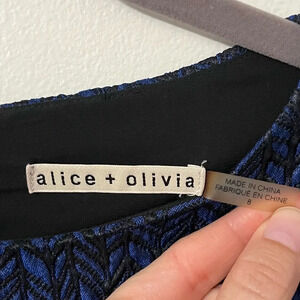 alice + olivia
MADE IN CHINA
FABRIQUÉ EN CHINE
8